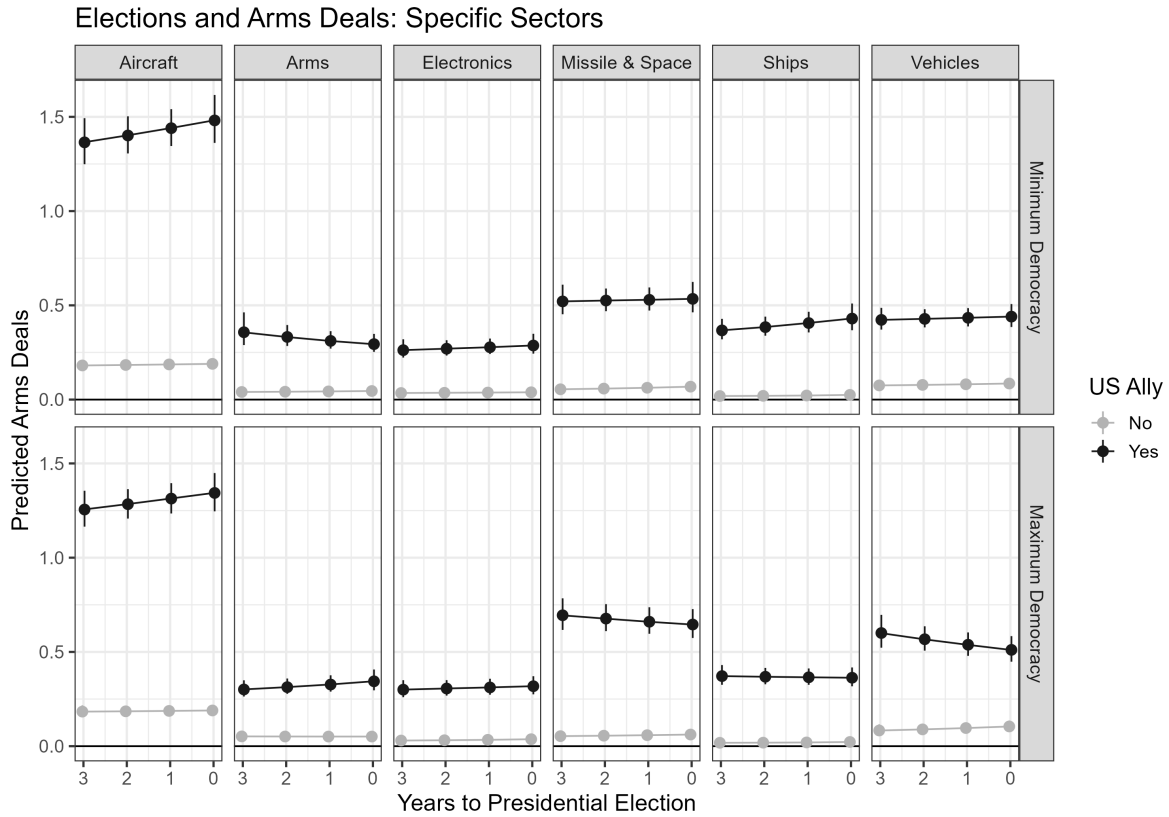 Elections and Arms Deals: Specific Sectors
Aircraft
Arms
Electronics
Missile & Space
Ships
Vehicles
Predicted Arms Deals
1.5
1.0
0.5
0.0
Minimum Democracy
1.5
1.0
0.5
0.0
Maximum Democracy
3 2 1 0
3 2 1 0
3 2 1 0
3 2 1 0
3 2 1 0
3 2 1 0
Years to Presidential Election
US Ally
No
Yes